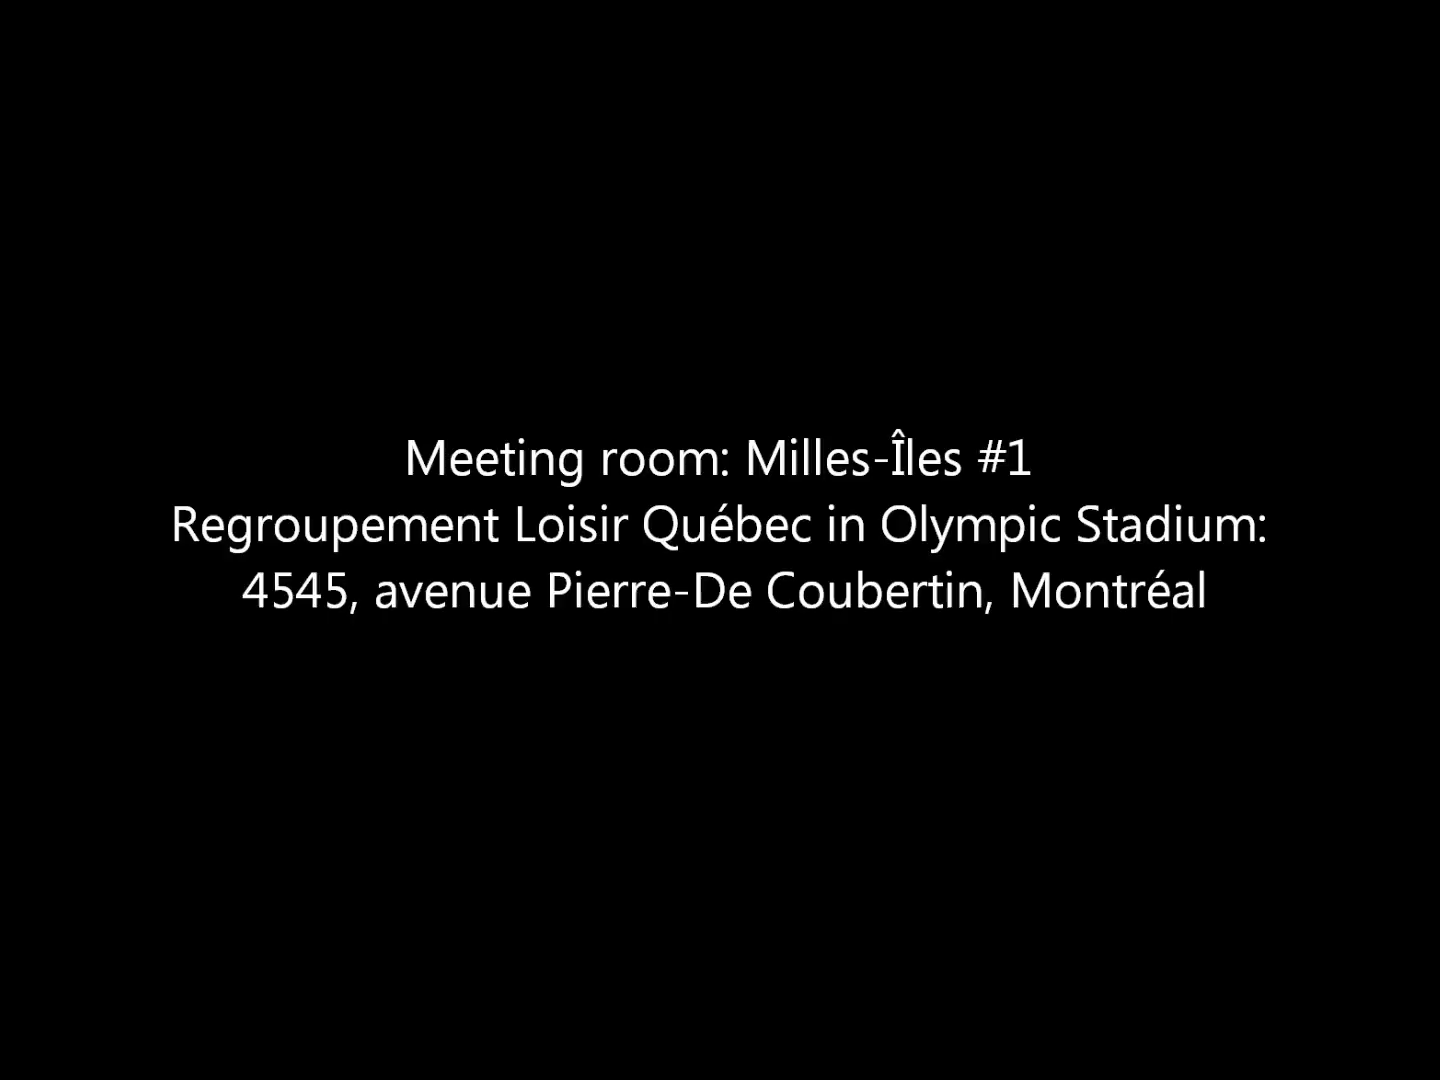 Meeting room: Milles-Îles #1
Regroupement Loisir Québec in Olympic Stadium:
4545, avenue Pierre-De Coubertin, Montréal